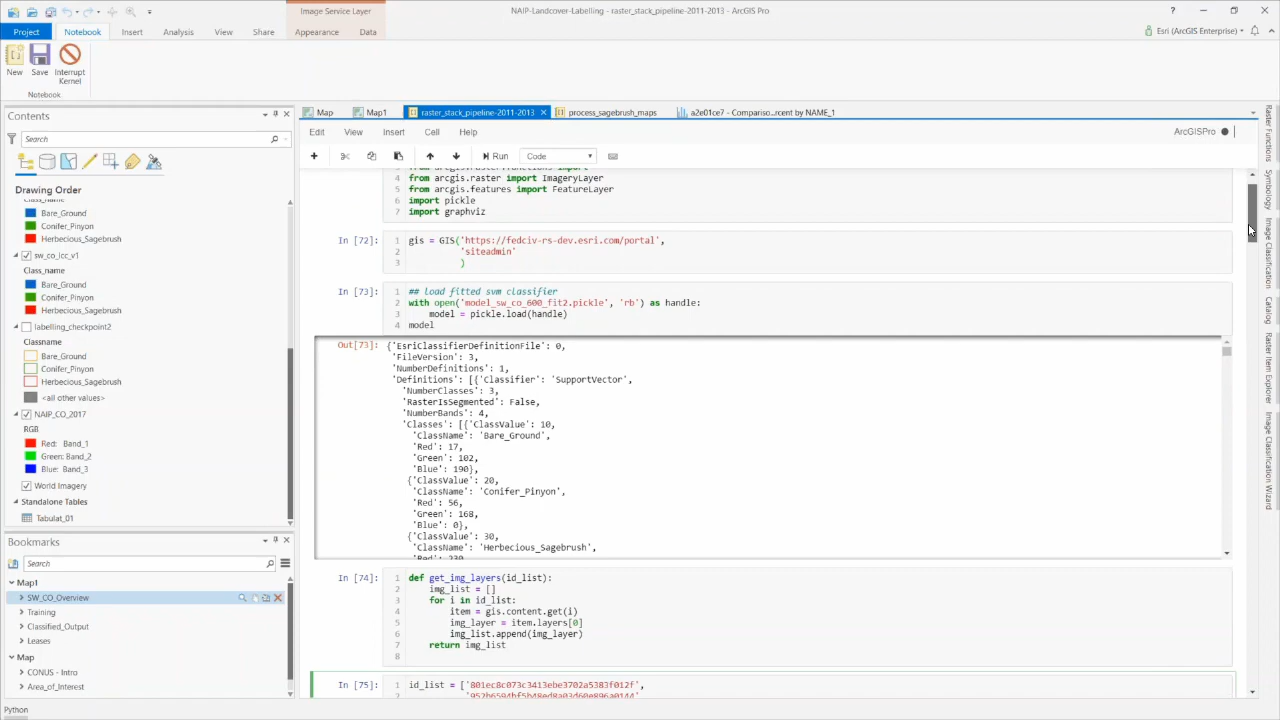 Image Service Layer
NAIP-Landcover-Labelling - raster_stack_pipeline-2011-2013 - ArcGIS Pro
?
Project Notebook Insert Analysis View Share Appearance Data
Esri (ArcGIS Enterprise)
New Save Interrupt
Kernel
Notebook
Contents
Search
Drawing Order
Class_name
Bare_Ground
Conifer_Pinyon
Herbecious_Sagebrush
sw_co_lcc_v1
Class_name
Bare_Ground
Conifer_Pinyon
Herbecious_Sagebrush
labelling_checkpoint2
Classname
Bare_Ground
Conifer_Pinyon
Herbecious_Sagebrush
<all other values>
NAIP_CO_2017
RGB
Red: Band_1
Green: Band_2
Blue: Band_3
World Imagery
Standalone Tables
Tabulat_01
Bookmarks
Search
Map1
SW_CO_Overview
Training
Classified_Output
Leases
Map
CONUS - Intro
Area_of_Interest
Python
Map Map1 raster_stack_pipeline-2011-2013 process_sagebrush_maps a2e01ce7 - Compariso...rcent by NAME_1
Edit View Insert Cell Help
ArcGISPro
Run Code
4 from arcgis.raster import ImageryLayer
5 from arcgis.features import FeatureLayer
6 import pickle
7 import graphviz
In [72]: 1 gis = GIS('https://fedciv-rs-dev.esri.com/portal',
2 'siteadmin'
3 )
In [73]: 1 ## load fitted svm classifier
2 with open('model_sw_co_600_fit2.pickle', 'rb') as handle:
3 model = pickle.load(handle)
4 model
Out[73]: {'EsriClassifierDefinitionFile': 0,
'FileVersion': 3,
'NumberDefinitions': 1,
'Definitions': [{'Classifier': 'SupportVector',
'NumberClasses': 3,
'RasterIsSegmented': False,
'NumberBands': 4,
'Classes': [{'ClassValue': 10,
'ClassName': 'Bare_Ground',
'Red': 17,
'Green': 102,
'Blue': 190},
{'ClassValue': 20,
'ClassName': 'Conifer_Pinyon',
'Red': 56,
'Green': 168,
'Blue': 0},
{'ClassValue': 30,
'ClassName': 'Herbecious_Sagebrush',
In [74]: 1 def get_img_layers(id_list):
2 img_list = []
3 for i in id_list:
4 item = gis.content.get(i)
5 img_layer = item.layers[0]
6 img_list.append(img_layer)
7 return img_list
8
In [75]: 1 id_list = ['801ec8c073c3413ebe3702a5383f012f',
2
Raster Functions
Symbology
Image Classification
Catalog
Raster Item Explorer
Image Classification Wizard